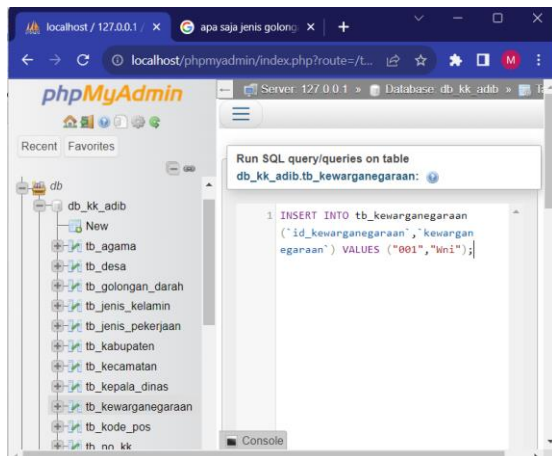 localhost / 127.0.0.1 /
apa saja jenis golong
localhost/phpmyadmin/index.php?route=/t...
M
phpMyAdmin
Server: 127.0.0.1 » Database: db_kk_adib »
Recent Favorites
Run SQL query/queries on table
db_kk_adib.tb_kewarganegaraan:
1 INSERT INTO tb_kewarganegaraan
(`id_kewarganegaraan`,`kewargan
egaraan`) VALUES ("001","Wni");
db
db_kk_adib
New
tb_agama
tb_desa
tb_golongan_darah
tb_jenis_kelamin
tb_jenis_pekerjaan
tb_kabupaten
tb_kecamatan
tb_kepala_dinas
tb_kewarganegaraan
tb_kode_pos
tb_no_kk
Console